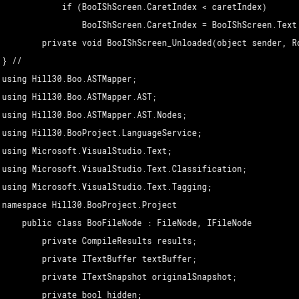 if (BooIShScreen.CaretIndex < caretIndex)
BooIShScreen.CaretIndex = BooIShScreen.Text
private void BooIShScreen_Unloaded(object sender,
} //
using Hill30.Boo.ASTMapper;
using Hill30.Boo.ASTMapper.AST;
using Hill30.Boo.ASTMapper.AST.Nodes;
using Hill30.BooProject.LanguageService;
using Microsoft.VisualStudio.Text;
using Microsoft.VisualStudio.Text.Classification;
using Microsoft.VisualStudio.Text.Tagging;
namespace Hill30.BooProject.Project
public class BooFileNode : FileNode, IFileNode
private CompileResults results;
private ITextBuffer textBuffer;
private ITextSnapshot originalSnapshot;
private bool hidden;